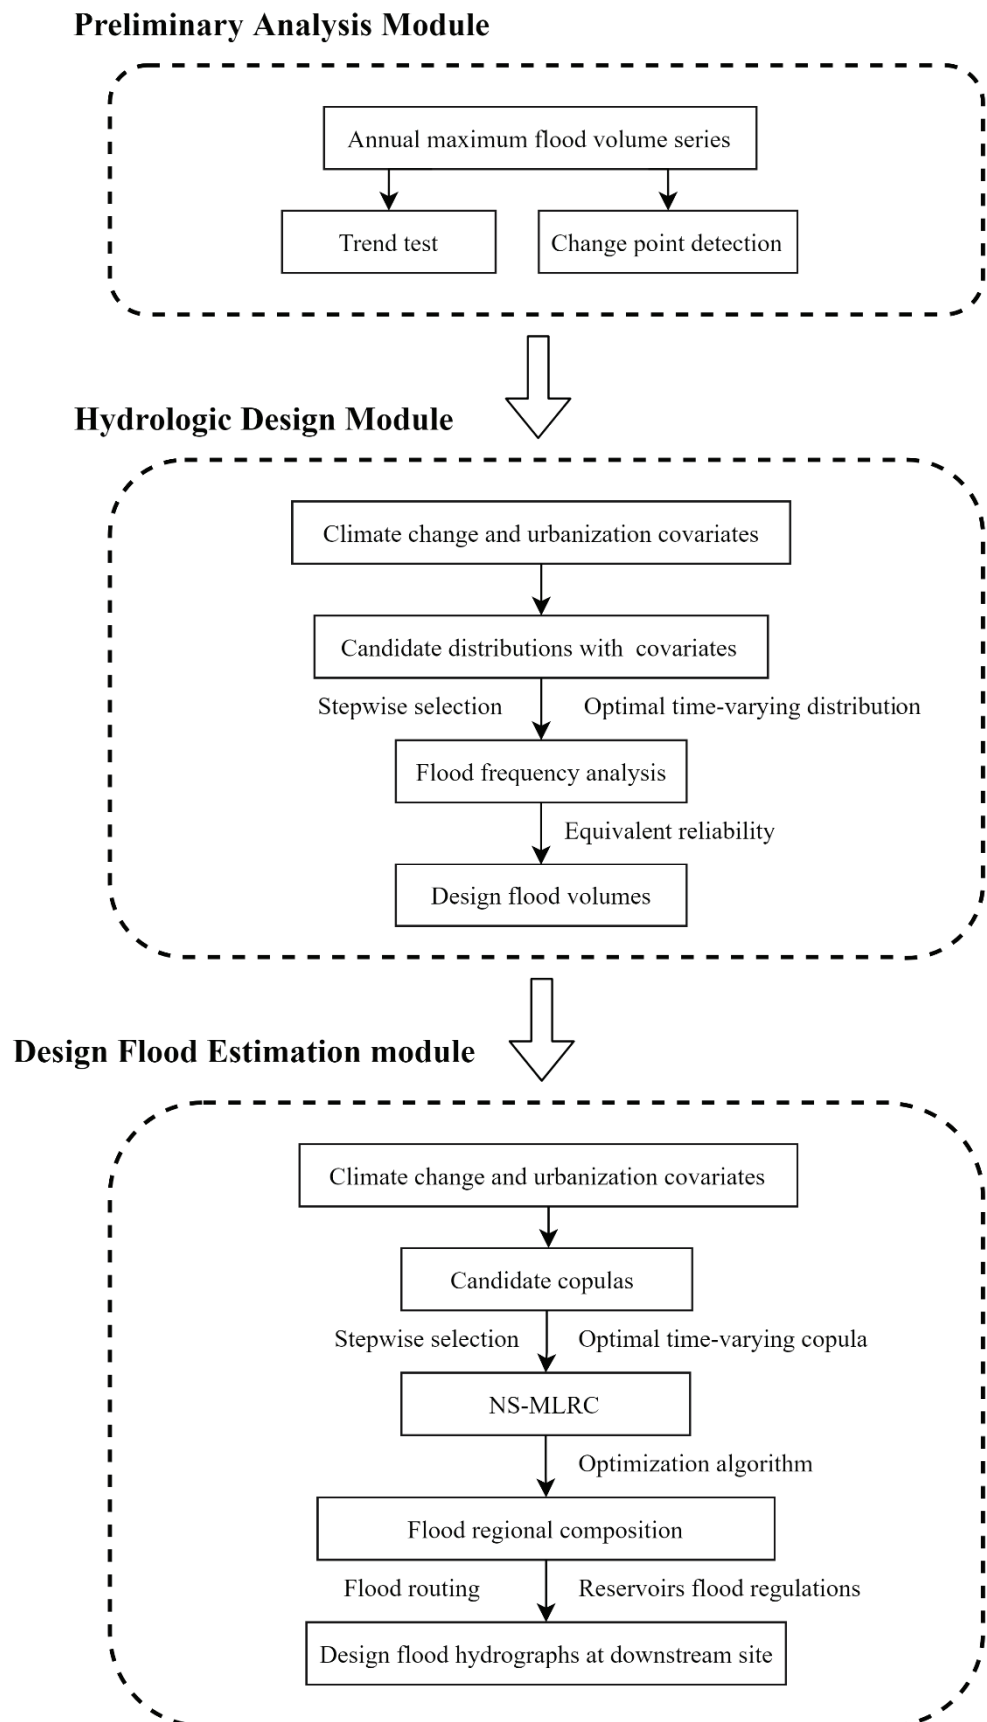 Preliminary Analysis Module
Annual maximum flood volume series
Trend test
Change point detection
Hydrologic Design Module
Climate change and urbanization covariates
Candidate distributions with covariates
Stepwise selection
Optimal time-varying distribution
Flood frequency analysis
Equivalent reliability
Design flood volumes
Design Flood Estimation module
Climate change and urbanization covariates
Candidate copulas
Stepwise selection
Optimal time-varying copula
NS-MLRC
Optimization algorithm
Flood regional composition
Flood routing
Reservoirs flood regulations
Design flood hydrographs at downstream site